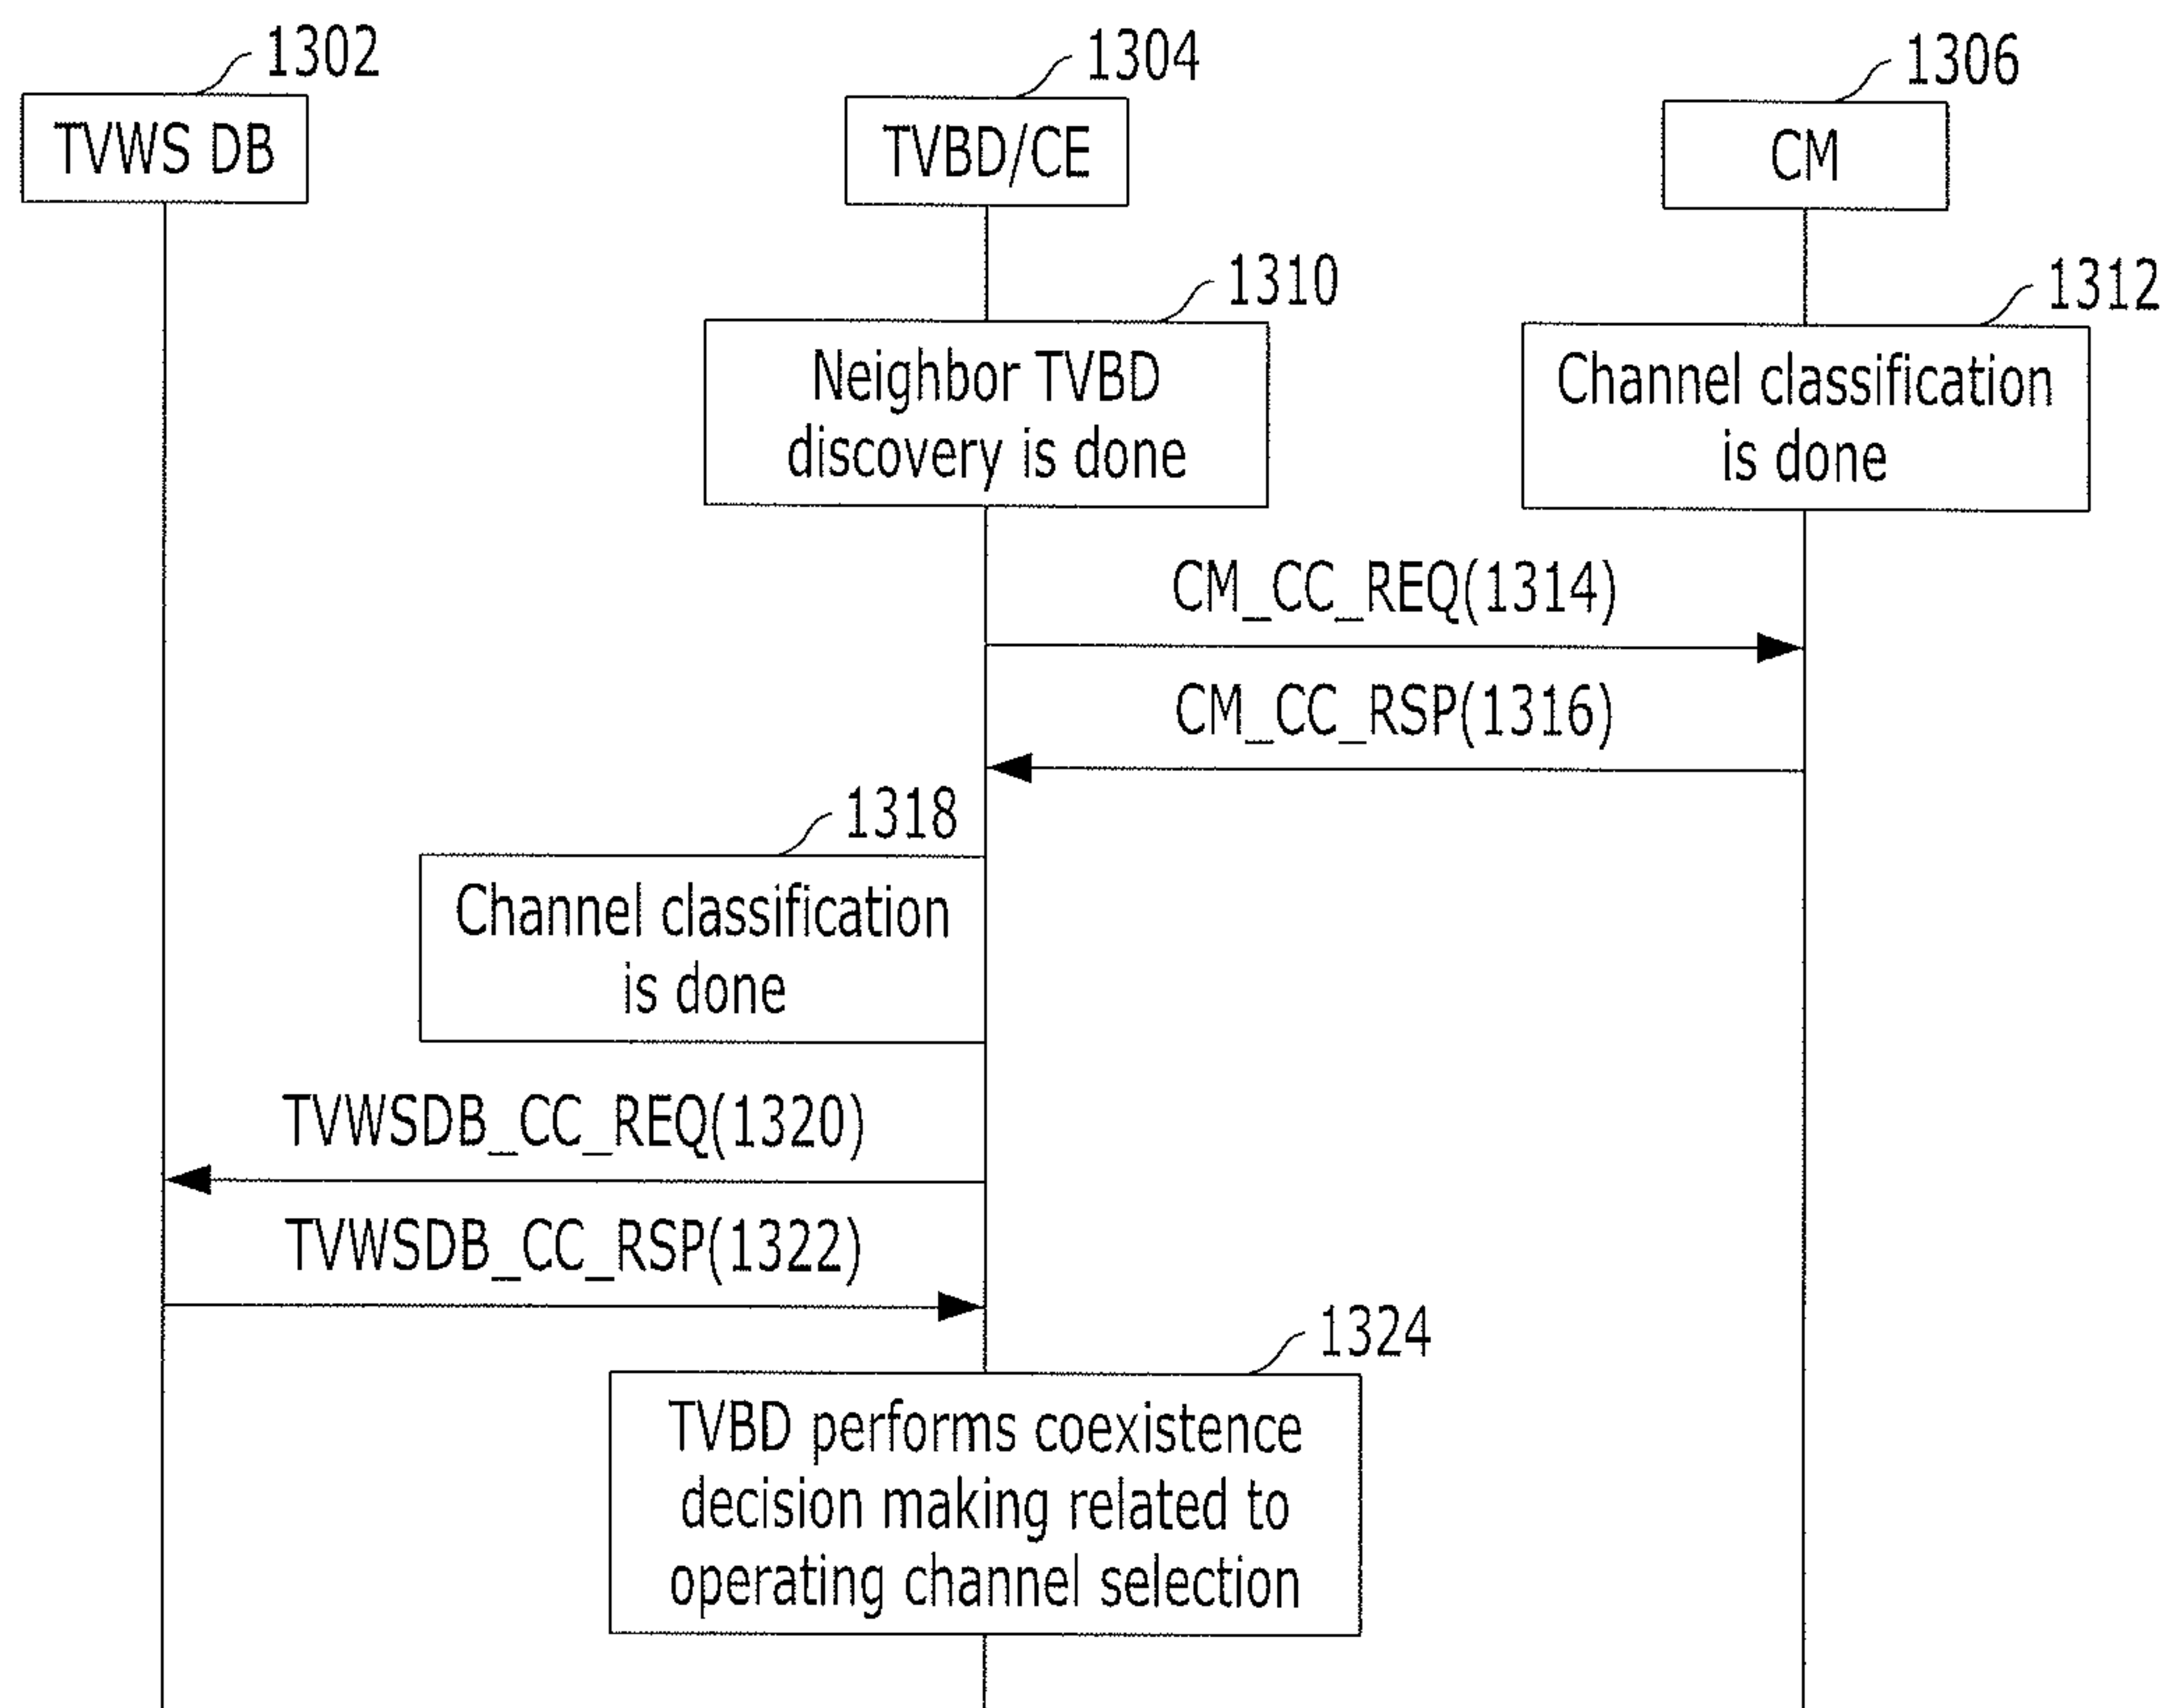 1302
1304
1306
TVWS DB
TVBD/CE
CM
1310
1312
Neighbor TVBD
discovery is done
Channel classification
is done
CM_CC_REQ(1314)
CM_CC_RSP(1316)
1318
Channel classification
is done
TVWSDB_CC_REQ(1320)
TVWSDB_CC_RSP(1322)
1324
TVBD performs coexistence
decision making related to
operating channel selection